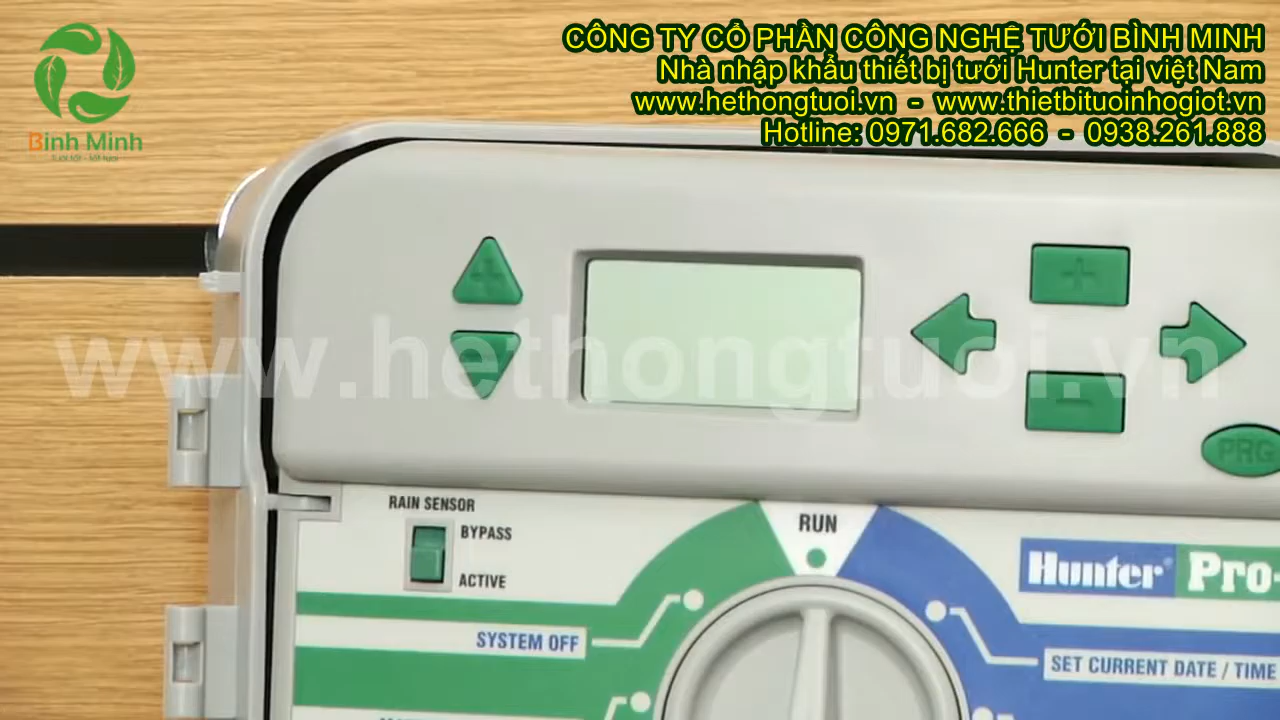 CÔNG TY CỔ PHẦN CÔNG NGHỆ TƯỚI BÌNH MINH
Nhà nhập khẩu thiết bị tưới Hunter tại việt Nam
www.hethongtuoi.vn - www.thietbituoinhogiot.vn
Hotline: 0971.682.666 - 0938.261.888
Bình Minh
www.hethongtuoi.vn
PRG
RAIN SENSOR
BYPASS
ACTIVE
RUN
Hunter® Pro-
SYSTEM OFF
SET CURRENT DATE / TIME